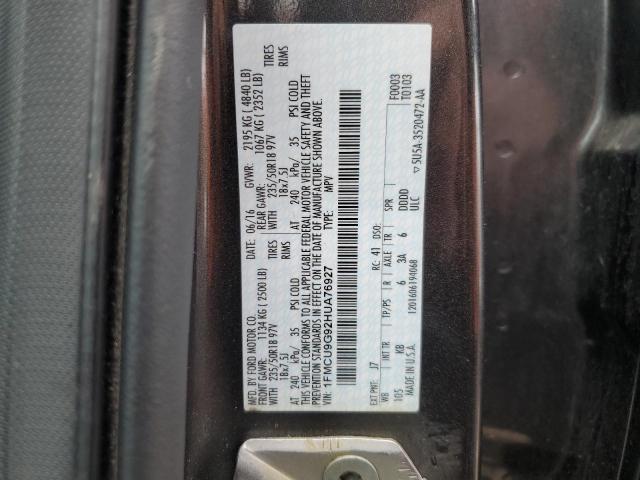 MFD. BY FORD MOTOR CO.
DATE: 06/16 GVWR: 2195 KG ( 4840 LB)
FRONT GAWR: 1134 KG ( 2500 LB) REAR GAWR: 1067 KG ( 2352 LB)
WITH 235/50R18 97V TIRES WITH 235/50R18 97V TIRES
18x7.5J RIMS 18x7.5J RIMS
AT 240 kPa/ 35 PSI COLD AT 240 kPa/ 35 PSI COLD
THIS VEHICLE CONFORMS TO ALL APPLICABLE FEDERAL MOTOR VEHICLE SAFETY AND THEFT
PREVENTION STANDARDS IN EFFECT ON THE DATE OF MANUFACTURE SHOWN ABOVE.
VIN: 1FMCU9G92HUA76927 TYPE: MPV
EXT PNT: J7 RC: 41 DSO: F0003
T0103
WB INT TR TP/PS R AXLE TR SPR
105 KB 6 3A 6 DDDD ULC
MADE IN U.S.A. 1201606194068 ▽5U5A-3520472-AA